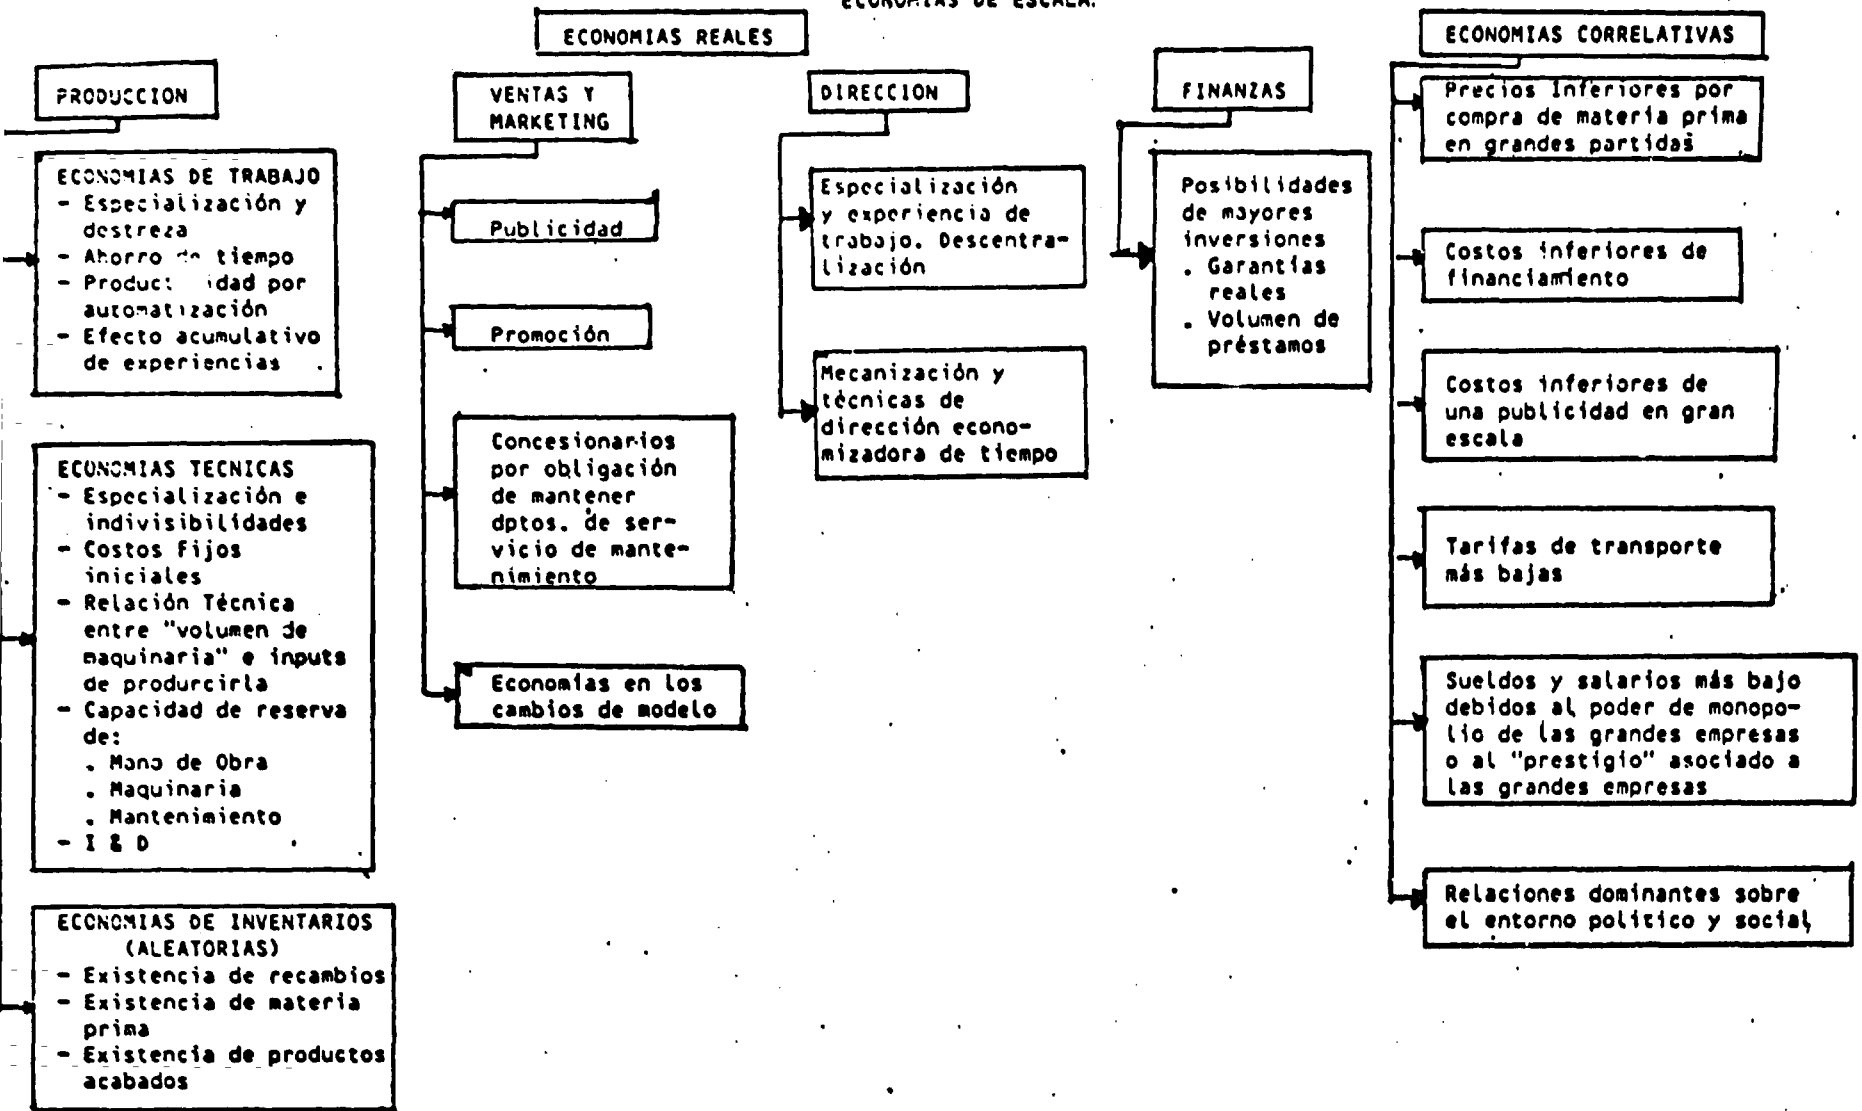 ECONOMIAS DE ESCALA.
ECONOMIAS REALES
ECONOMIAS CORRELATIVAS
PRODUCCION
ECONOMIAS DE TRABAJO
- Especialización y
destreza
- Ahorro de tiempo
- Product idad por
automatización
- Efecto acumulativo
de experiencias
ECONOMIAS TECNICAS
- Especialización e
indivisibilidades
- Costos Fijos
iniciales
- Relación Técnica
entre "volumen de
maquinaria" e inputs
de produrcirla
- Capacidad de reserva
de:
. Mano de Obra
. Maquinaria
. Mantenimiento
- I & D
ECONOMIAS DE INVENTARIOS
(ALEATORIAS)
- Existencia de recambios
- Existencia de materia
prima
- Existencia de productos
acabados
VENTAS Y
MARKETING
Publicidad
Promoción
Concesionarios
por obligación
de mantener
dptos. de ser-
vicio de mante-
nimiento
Economías en los
cambios de modelo
DIRECCION
Especialización
y experiencia de
trabajo. Descentra-
lización
Mecanización y
técnicas de
dirección econo-
mizadora de tiempo
FINANZAS
Posibilidades
de mayores
inversiones
. Garantías
reales
. Volumen de
préstamos
Precios Inferiores por
compra de materia prima
en grandes partidas
Costos inferiores de
financiamiento
Costos inferiores de
una publicidad en gran
escala
Tarifas de transporte
más bajas
Sueldos y salarios más bajo
debidos al poder de monopo-
lio de las grandes empresas
o al "prestigio" asociado a
las grandes empresas
Relaciones dominantes sobre
el entorno politico y social